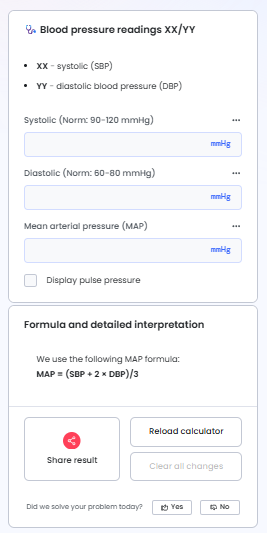 Blood pressure readings XX/YY
• XX - systolic (SBP)
• YY - diastolic blood pressure (DBP)
Systolic (Norm: 90-120 mmHg)
mmHg
Diastolic (Norm: 60-80 mmHg)
mmHg
Mean arterial pressure (MAP)
mmHg
Display pulse pressure
Formula and detailed interpretation
We use the following MAP formula:
MAP = (SBP + 2 × DBP)/3
Share result
Reload calculator
Clear all changes
Did we solve your problem today?
Yes
No